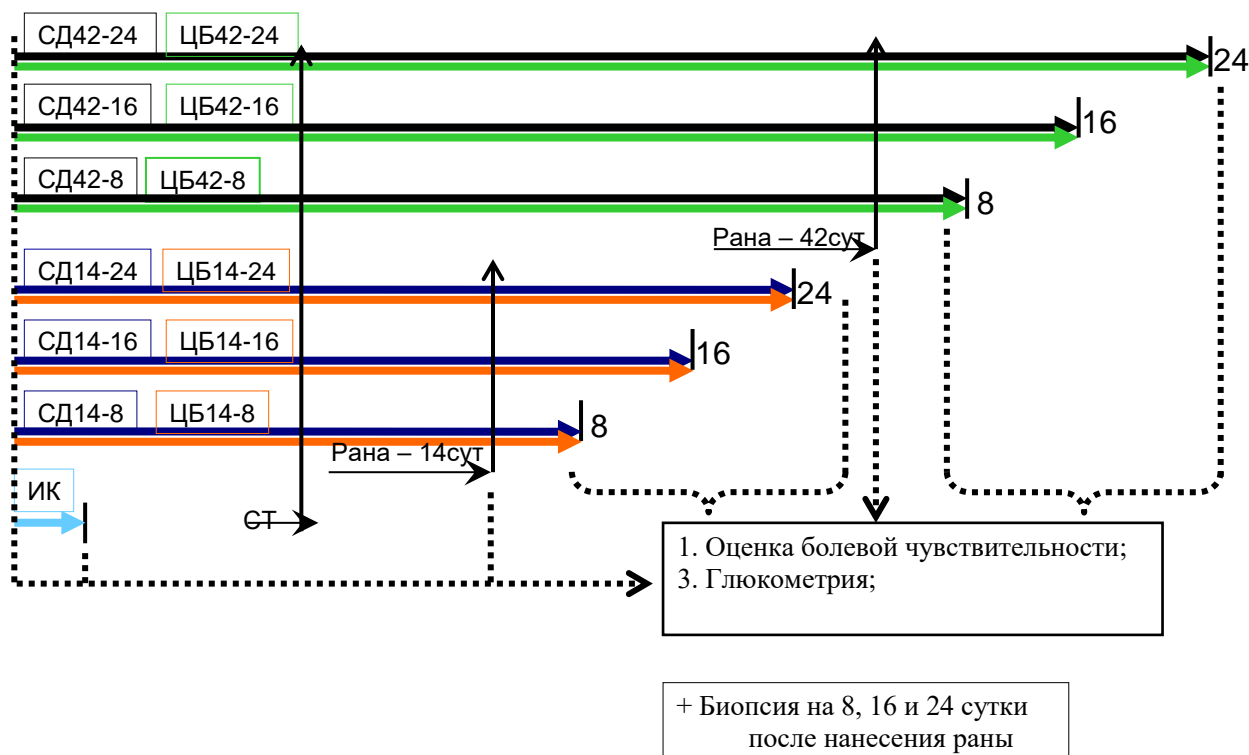 СД42-24 ЦБ42-24
24
СД42-16 ЦБ42-16
16
СД42-8 ЦБ42-8
8
Рана – 42сут
СД14-24 ЦБ14-24
24
СД14-16 ЦБ14-16
16
СД14-8 ЦБ14-8
8
Рана – 14сут
ИК
СТ
1. Оценка болевой чувствительности;
3. Глюкометрия;
+ Биопсия на 8, 16 и 24 сутки
после нанесения раны